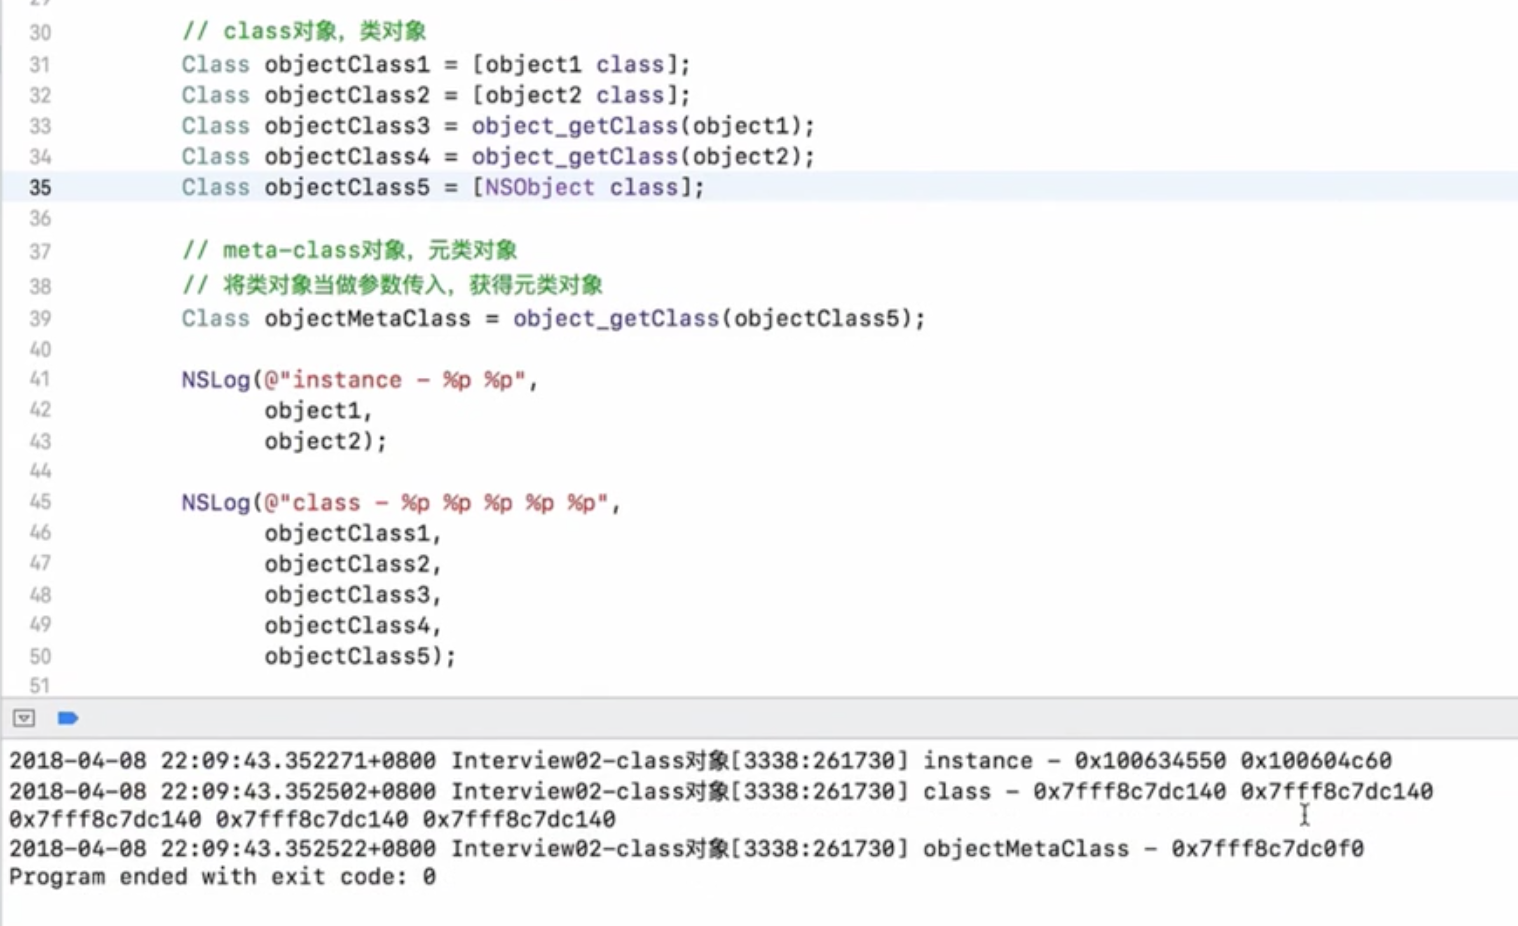 29
30 // class对象，类对象
31 Class objectClass1 = [object1 class];
32 Class objectClass2 = [object2 class];
33 Class objectClass3 = object_getClass(object1);
34 Class objectClass4 = object_getClass(object2);
35 Class objectClass5 = [NSObject class];
36
37 // meta-class对象，元类对象
38 // 将类对象当做参数传入，获得元类对象
39 Class objectMetaClass = object_getClass(objectClass5);
40
41 NSLog(@"instance - %p %p",
42 object1,
43 object2);
44
45 NSLog(@"class - %p %p %p %p %p",
46 objectClass1,
47 objectClass2,
48 objectClass3,
49 objectClass4,
50 objectClass5);
51
2018-04-08 22:09:43.352271+0800 Interview02-class对象[3338:261730] instance - 0x100634550 0x100604c60
2018-04-08 22:09:43.352502+0800 Interview02-class对象[3338:261730] class - 0x7fff8c7dc140 0x7fff8c7dc140
0x7fff8c7dc140 0x7fff8c7dc140 0x7fff8c7dc140
2018-04-08 22:09:43.352522+0800 Interview02-class对象[3338:261730] objectMetaClass - 0x7fff8c7dc0f0
Program ended with exit code: 0